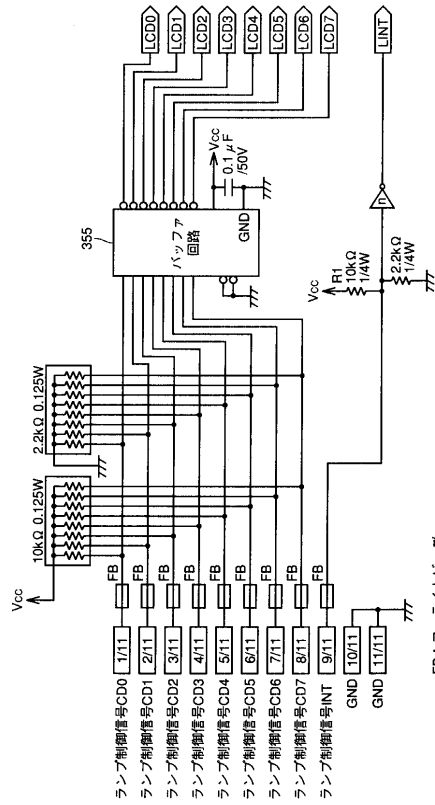 Vcc
10kΩ 0.125W
2.2kΩ 0.125W
355
バッファ
回路
GND
Vcc
0.1μF
/50V
LCD0
LCD1
LCD2
LCD3
LCD4
LCD5
LCD6
LCD7
ランプ制御信号CD0 1/11 FB
ランプ制御信号CD1 2/11 FB
ランプ制御信号CD2 3/11 FB
ランプ制御信号CD3 4/11 FB
ランプ制御信号CD4 5/11 FB
ランプ制御信号CD5 6/11 FB
ランプ制御信号CD6 7/11 FB
ランプ制御信号CD7 8/11 FB
ランプ制御信号INT 9/11 FB
GND 10/11
GND 11/11
Vcc
R1
10kΩ
1/4W
2.2kΩ
1/4W
n
LINT